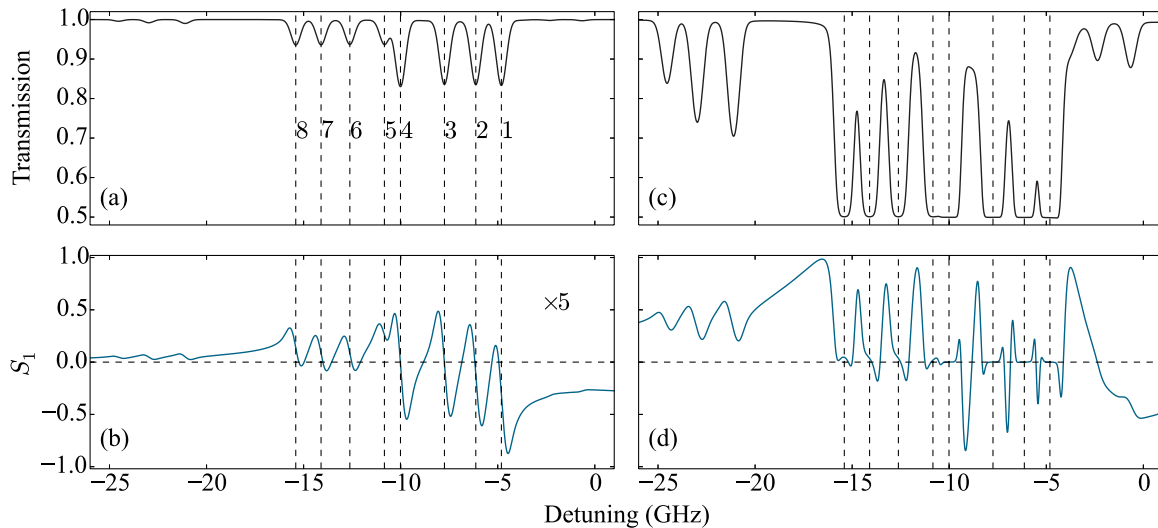 1.0
0.9
0.8
0.7
0.6
0.5
Transmission
8 7 6 5 4 3 2 1
(a)
(c)
1.0
0.5
0.0
−0.5
−1.0
S1
×5
(b)
(d)
−25 −20 −15 −10 −5 0
−25 −20 −15 −10 −5 0
Detuning (GHz)